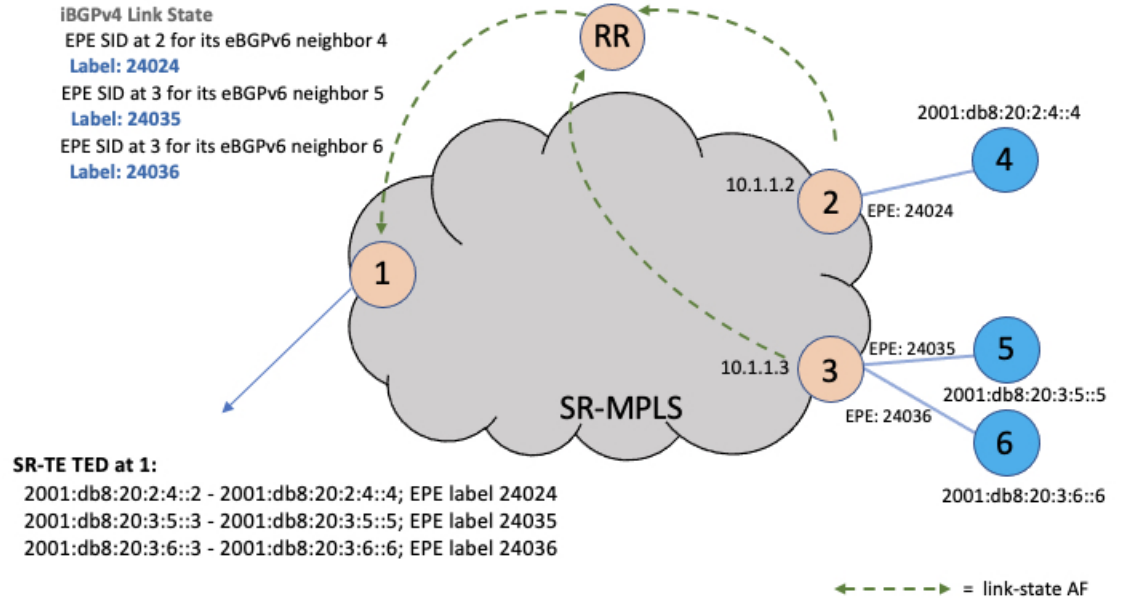 iBGPv4 Link State
EPE SID at 2 for its eBGPv6 neighbor 4
Label: 24024
EPE SID at 3 for its eBGPv6 neighbor 5
Label: 24035
EPE SID at 3 for its eBGPv6 neighbor 6
Label: 24036
RR
2001:db8:20:2:4::4
4
10.1.1.2
2
EPE: 24024
1
EPE: 24035
5
10.1.1.3
3
2001:db8:20:3:5::5
EPE: 24036
SR-MPLS
6
2001:db8:20:3:6::6
SR-TE TED at 1:
2001:db8:20:2:4::2 - 2001:db8:20:2:4::4; EPE label 24024
2001:db8:20:3:5::3 - 2001:db8:20:3:5::5; EPE label 24035
2001:db8:20:3:6::3 - 2001:db8:20:3:6::6; EPE label 24036
= link-state AF